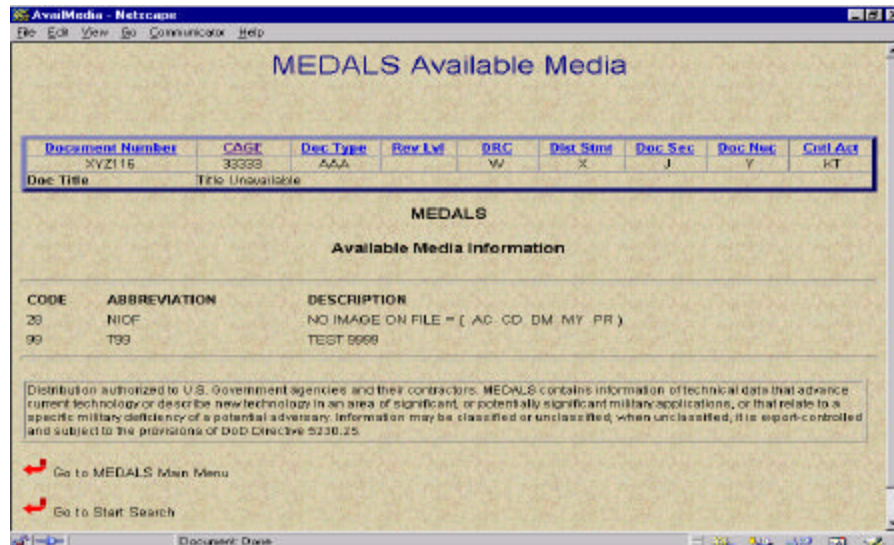 AvailMedia - Netscape
File Edit View Go Communicator Help
MEDALS Available Media
Document Number CAGE Doc Type Rev Lvl DRC Dist Stmt Doc Sec Doc Nuc Cntl Act
XYZ116 33333 AAA W X J Y KT
Doc Title Title Unavailable
MEDALS
Available Media Information
CODE ABBREVIATION DESCRIPTION
29 NIOF NO IMAGE ON FILE = ( AC CD DM MY PR )
99 T99 TEST 9999
Distribution authorized to U.S. Government agencies and their contractors. MEDALS contains information of technical data that advance
current technology or describe new technology in an area of significant, or potentially significant military applications, or that relate to a
specific military deficiency of a potential adversary. Information may be classified or unclassified, when unclassified, it is export-controlled
and subject to the provisions of DoD Directive 5230.25.
Go to MEDALS Main Menu
Go to Start Search
Document: Done